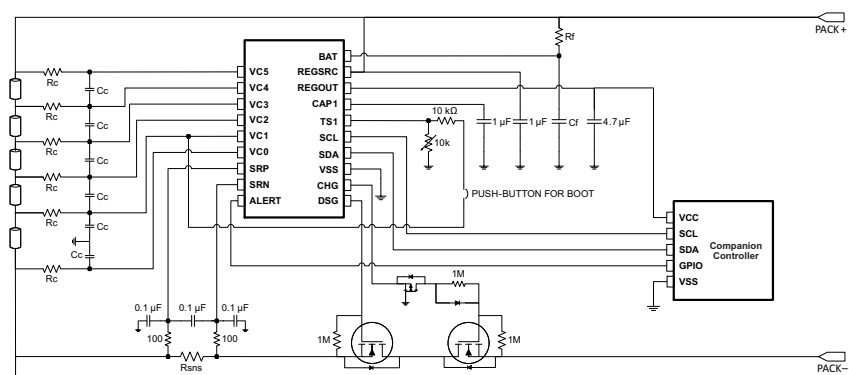 PACK+
Rf
BAT
VC5
REGSRC
Rc
Cc
VC4
REGOUT
Rc
Cc
VC3
CAP1
10 kΩ
1 µF
1 µF
Cf
4.7 µF
VC2
TS1
Rc
Cc
VC1
SCL
10k
VC0
SDA
Rc
Cc
SRP
VSS
SRN
CHG
PUSH-BUTTON FOR BOOT
ALERT
DSG
Rc
Cc
Cc
Rc
VCC
SCL
SDA
GPIO
VSS
Companion
Controller
1M
0.1 µF
0.1 µF
0.1 µF
100
100
1M
1M
Rsns
PACK–